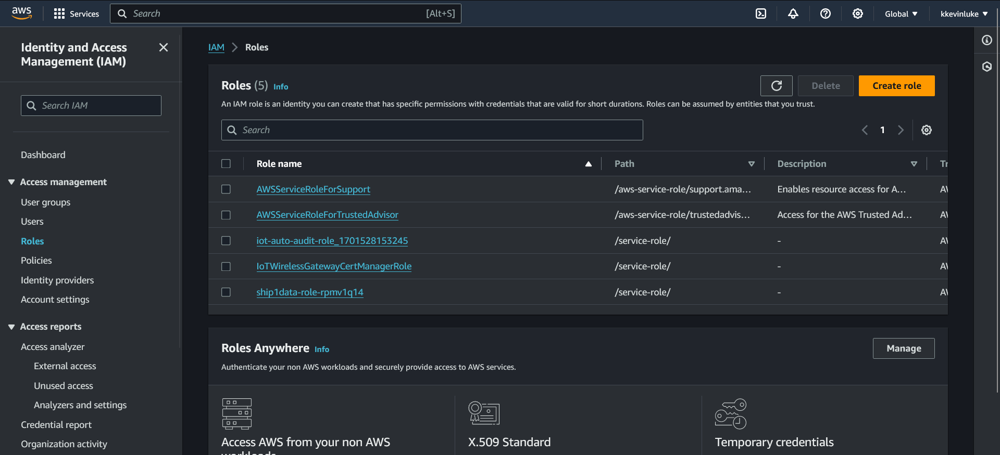 aws
Services
Search
[Alt+S]
Global
kkevinluke
Identity and Access
Management (IAM)
Search IAM
Dashboard
Access management
User groups
Users
Roles
Policies
Identity providers
Account settings
Access reports
Access analyzer
External access
Unused access
Analyzers and settings
Credential report
Organization activity
IAM > Roles
Roles (5) Info
Delete
Create role
An IAM role is an identity you can create that has specific permissions with credentials that are valid for short durations. Roles can be assumed by entities that you trust.
Search
1
Role name Path Description Tr
AWSServiceRoleForSupport /aws-service-role/support.ama... Enables resource access for A...
AWSServiceRoleForTrustedAdvisor /aws-service-role/trustedadvis... Access for the AWS Trusted Ad...
iot-auto-audit-role_1701528153245 /service-role/ -
IoTWirelessGatewayCertManagerRole /service-role/ -
ship1data-role-rpmv1q14 /service-role/ -
Roles Anywhere Info
Manage
Authenticate your non AWS workloads and securely provide access to AWS services.
Access AWS from your non AWS
workloads
X.509 Standard
Temporary credentials